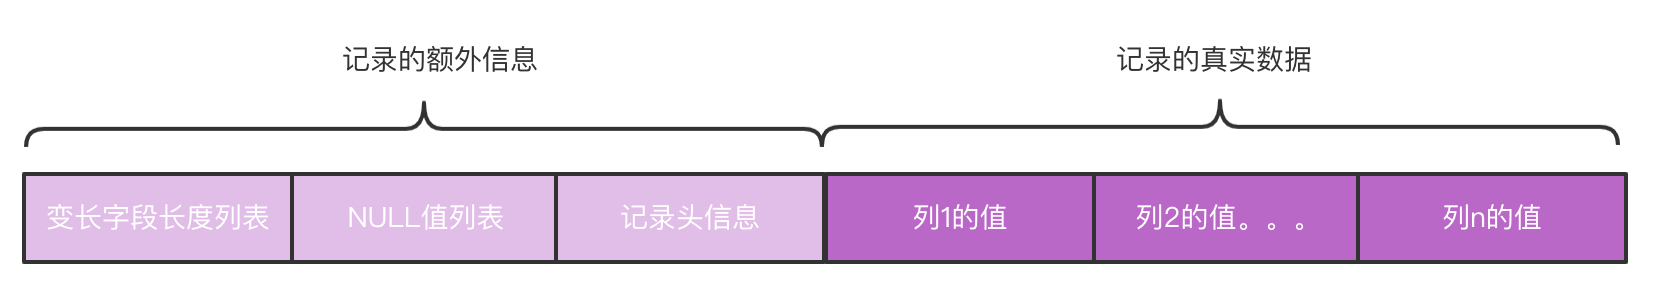 记录的额外信息
记录的真实数据
变长字段长度列表
NULL值列表
记录头信息
列1的值
列2的值。。。
列n的值